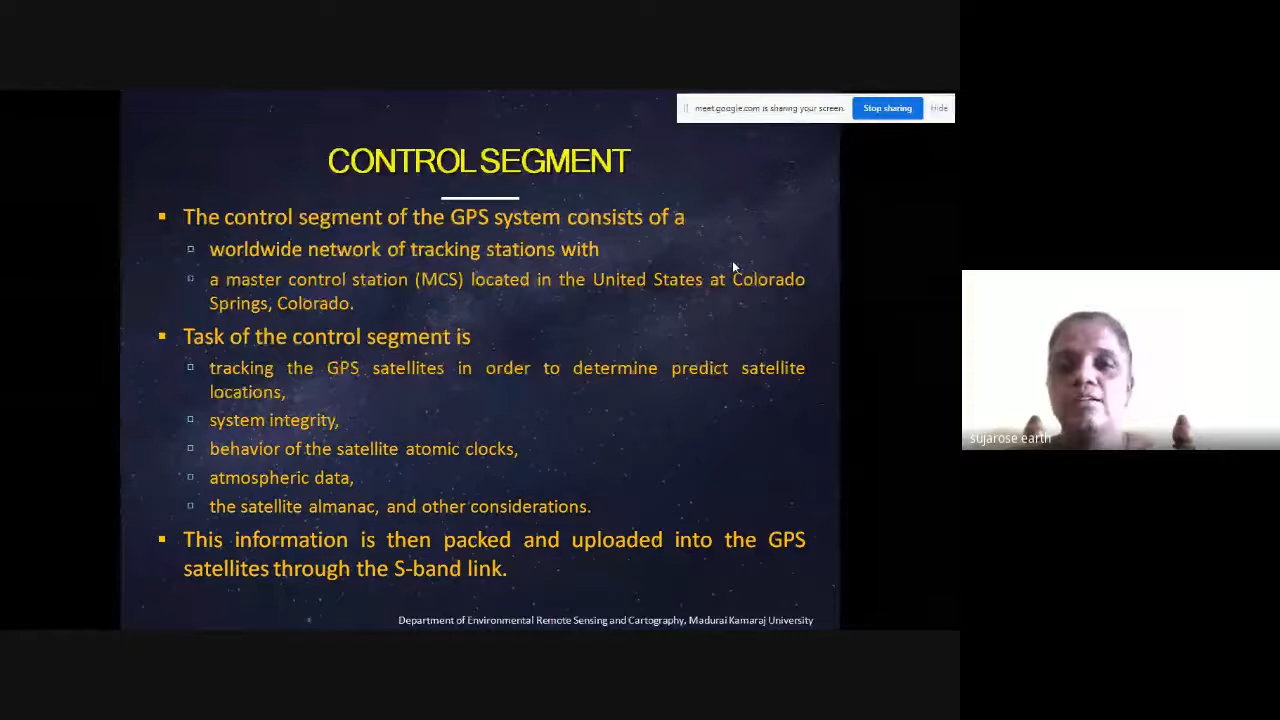 meet.google.com is sharing your screen.
Stop sharing
Hide
CONTROL SEGMENT
The control segment of the GPS system consists of a
worldwide network of tracking stations with
a master control station (MCS) located in the United States at Colorado
Springs, Colorado.
Task of the control segment is
tracking the GPS satellites in order to determine predict satellite
locations,
system integrity,
behavior of the satellite atomic clocks,
atmospheric data,
the satellite almanac, and other considerations.
This information is then packed and uploaded into the GPS
satellites through the S-band link.
Department of Environmental Remote Sensing and Cartography, Madurai Kamaraj University
sujarose earth